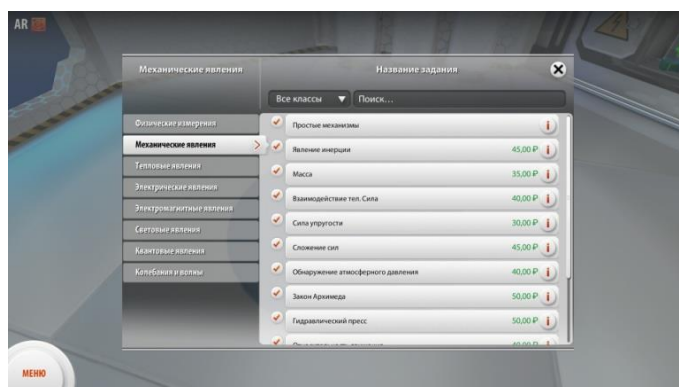 AR
Механические явления
Название задания
Все классы
Поиск...
Физические измерения
Механические явления
Тепловые явления
Электрические явления
Электромагнитные явления
Световые явления
Квантовые явления
Колебания и волны
Простые механизмы
Явление инерции 45,00 ₽
Масса 35,00 ₽
Взаимодействие тел. Сила 40,00 ₽
Сила упругости 30,00 ₽
Сложение сил 45,00 ₽
Обнаружение атмосферного давления 40,00 ₽
Закон Архимеда 50,00 ₽
Гидравлический пресс 50,00 ₽
МЕНЮ